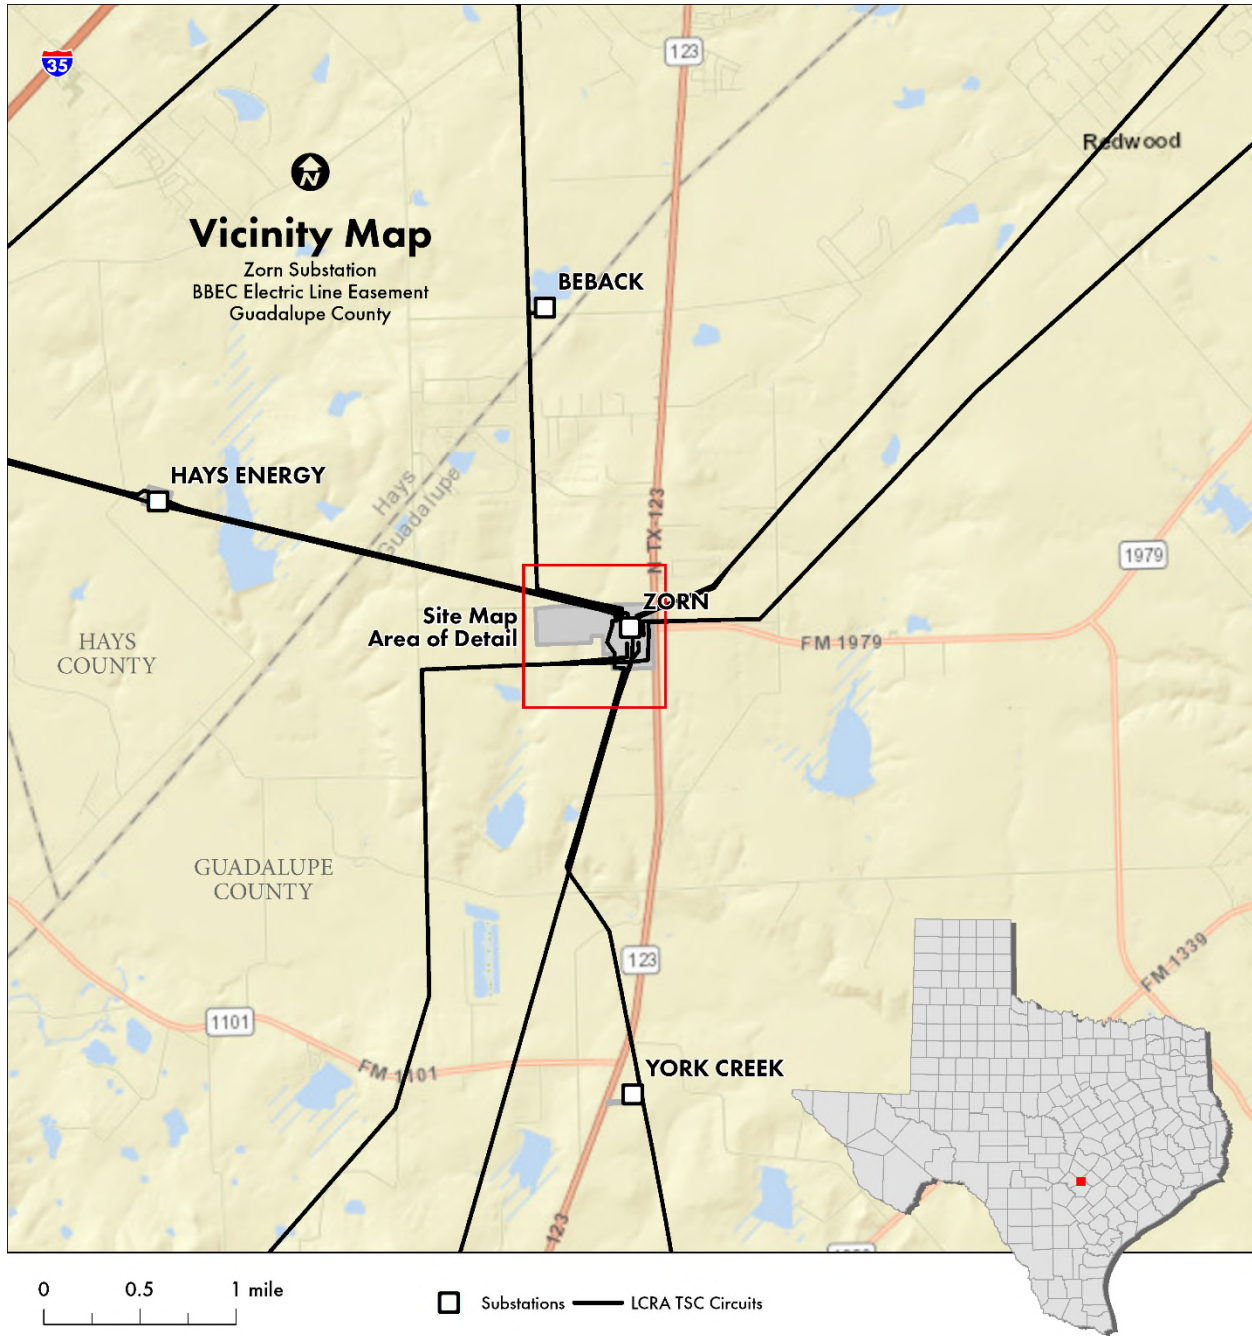 35
123
Redwood
N
Vicinity Map
Zorn Substation
BBEC Electric Line Easement
Guadalupe County
BEBACK
HAYS ENERGY
Hays
Guadalupe
N TX-123
1979
ZORN
Site Map
Area of Detail
FM 1979
HAYS
COUNTY
GUADALUPE
COUNTY
123
FM 1339
1101
FM 1101
YORK CREEK
123
0 0.5 1 mile
Substations
LCRA TSC Circuits